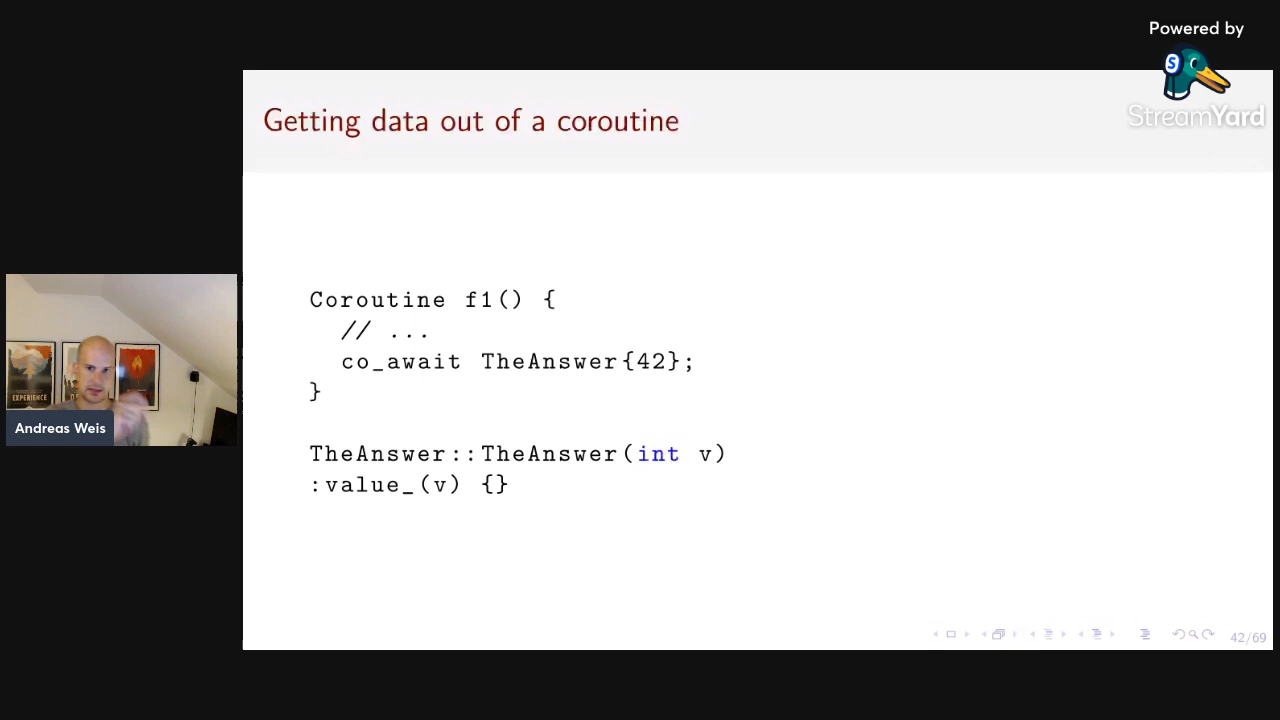 Powered by
StreamYard
Getting data out of a coroutine
Coroutine f1() {
// ...
co_await TheAnswer{42};
}
TheAnswer::TheAnswer(int v)
:value_(v) {}
EXPERIENCE
Andreas Weis
42/69